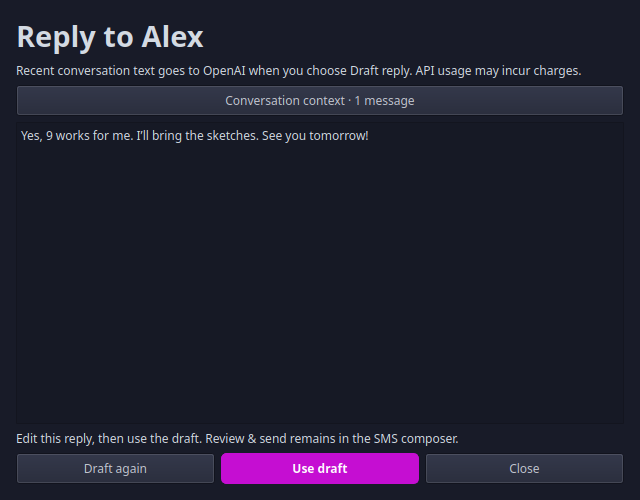 Reply to Alex
Recent conversation text goes to OpenAI when you choose Draft reply. API usage may incur charges.
Conversation context · 1 message
Yes, 9 works for me. I’ll bring the sketches. See you tomorrow!
Edit this reply, then use the draft. Review & send remains in the SMS composer.
Draft again
Use draft
Close